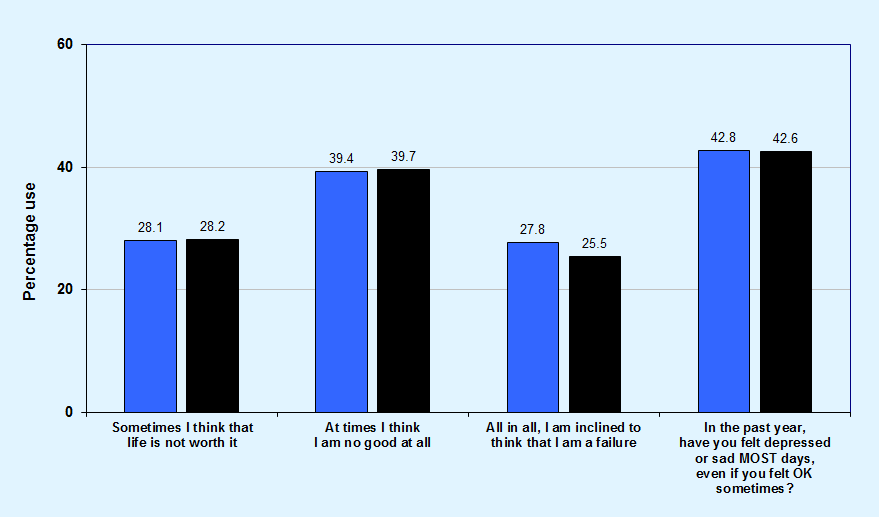 60
40
20
0
Percentage use
28.1
28.2
39.4
39.7
27.8
25.5
42.8
42.6
Sometimes I think that
life is not worth it
At times I think
I am no good at all
All in all, I am inclined to
think that I am a failure
In the past year,
have you felt depressed
or sad MOST days,
even if you felt OK
sometimes?